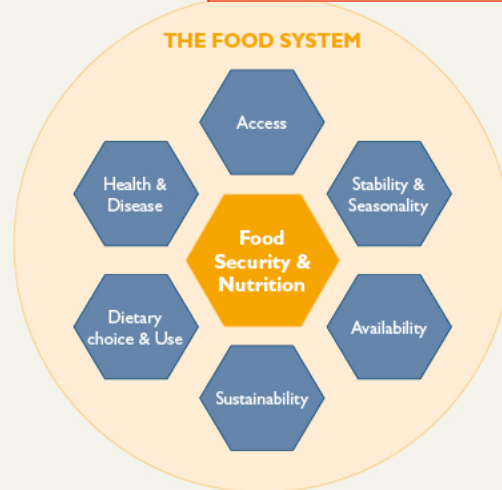 THE FOOD SYSTEM
Access
Health &
Disease
Stability &
Seasonality
Food
Security &
Nutrition
Dietary
choice & Use
Availability
Sustainability